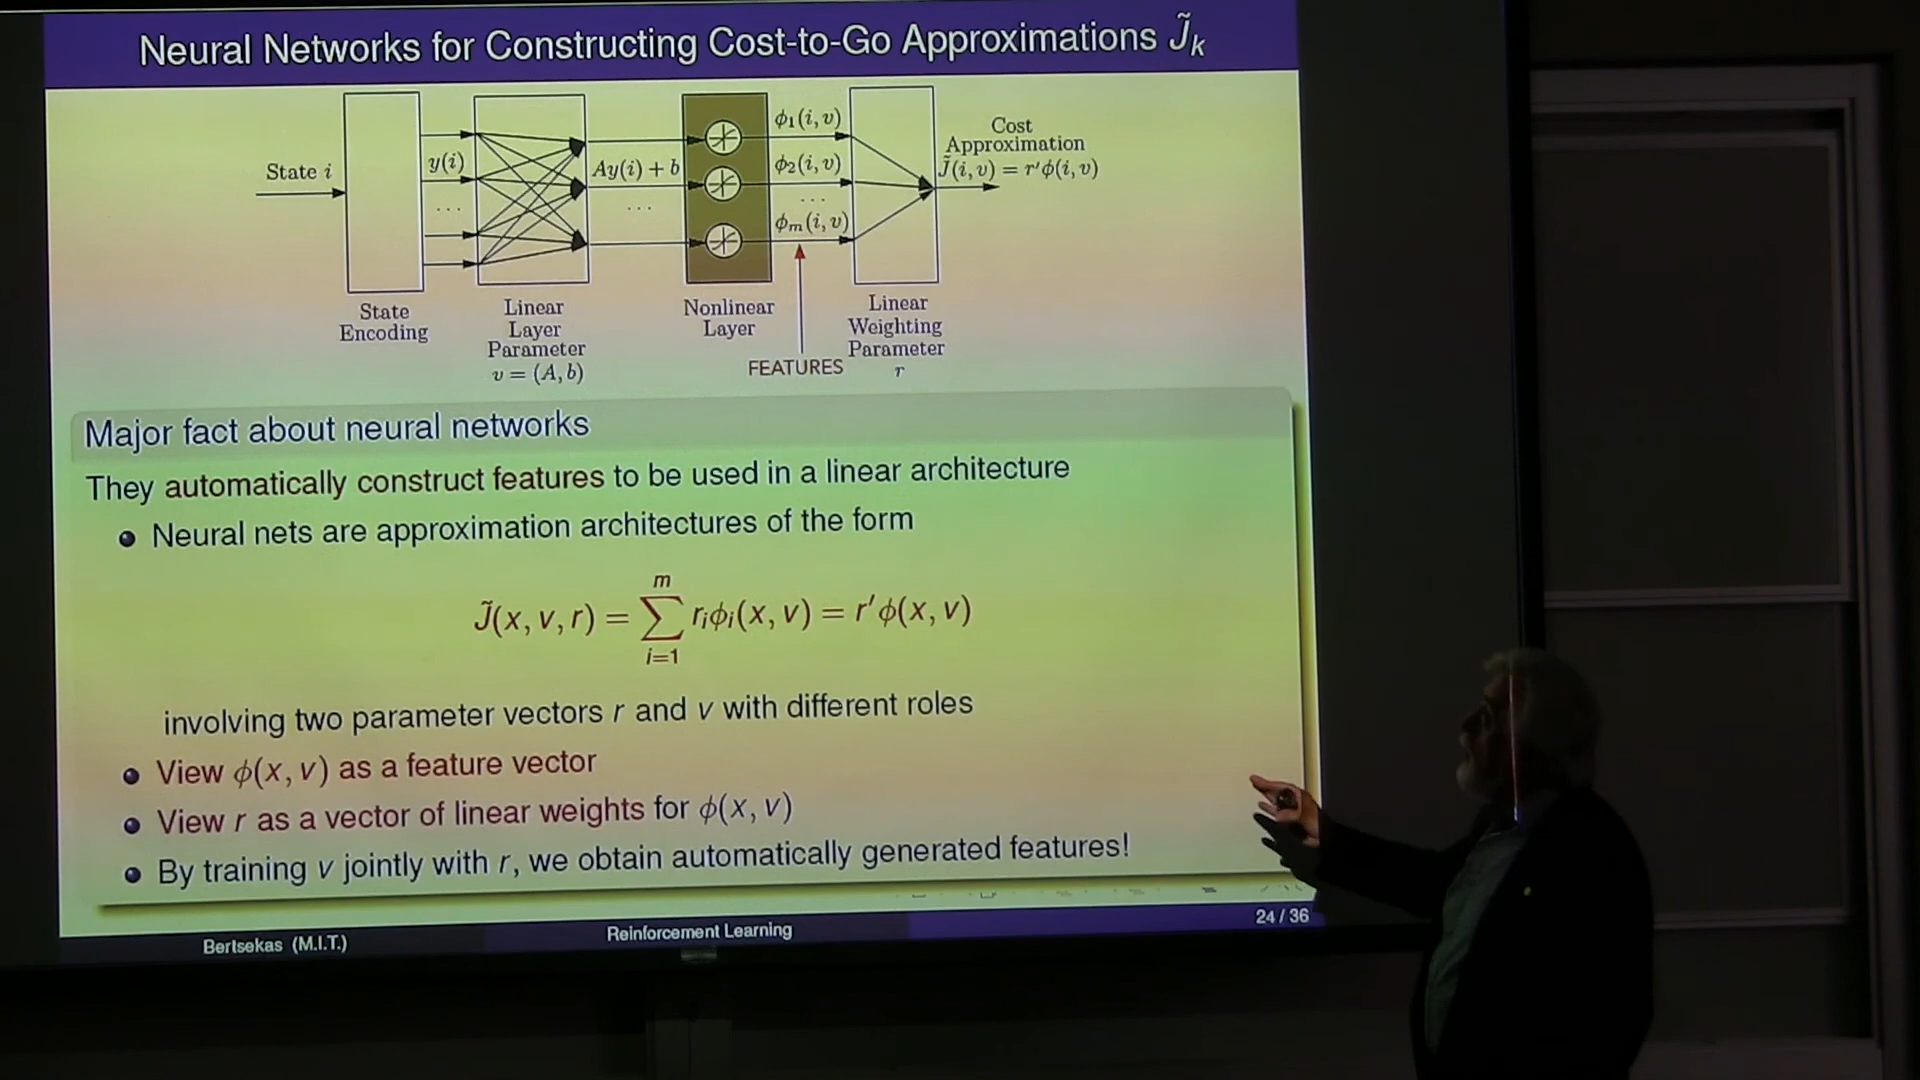 Neural Networks for Constructing Cost-to-Go Approximations J̃ₖ
State i
y(i)
. . .
Ay(i) + b
. . .
ϕ₁(i, v)
ϕ₂(i, v)
. . .
ϕₘ(i, v)
Cost
Approximation
J̃(i, v) = r′ϕ(i, v)
State
Encoding
Linear
Layer
Parameter
v = (A, b)
Nonlinear
Layer
FEATURES
Linear
Weighting
Parameter
r
Major fact about neural networks
They automatically construct features to be used in a linear architecture
Neural nets are approximation architectures of the form
J̃(x, v, r) = ∑ᵢ₌₁ᵐ rᵢϕᵢ(x, v) = r′ϕ(x, v)
involving two parameter vectors r and v with different roles
View ϕ(x, v) as a feature vector
View r as a vector of linear weights for ϕ(x, v)
By training v jointly with r, we obtain automatically generated features!
Bertsekas (M.I.T.)
Reinforcement Learning
24 / 36